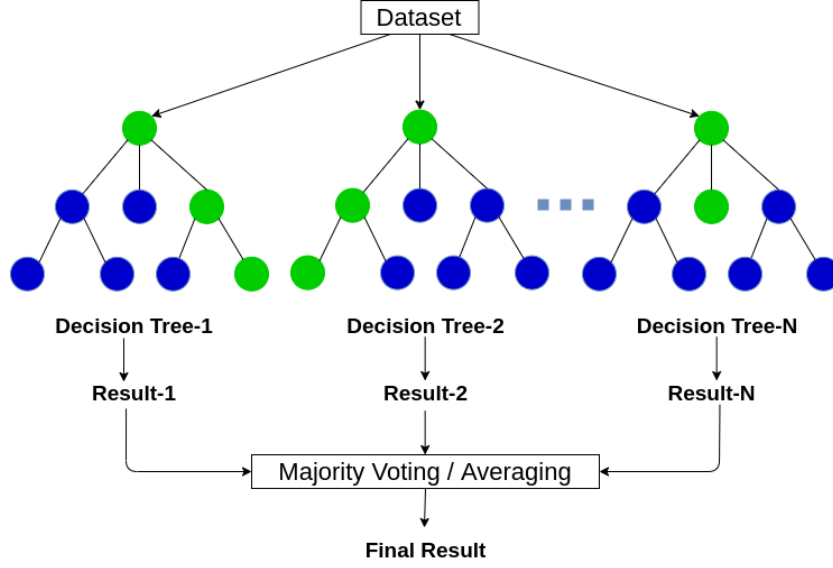 Dataset
Decision Tree-1
Decision Tree-2
Decision Tree-N
Result-1
Result-2
Result-N
Majority Voting / Averaging
Final Result